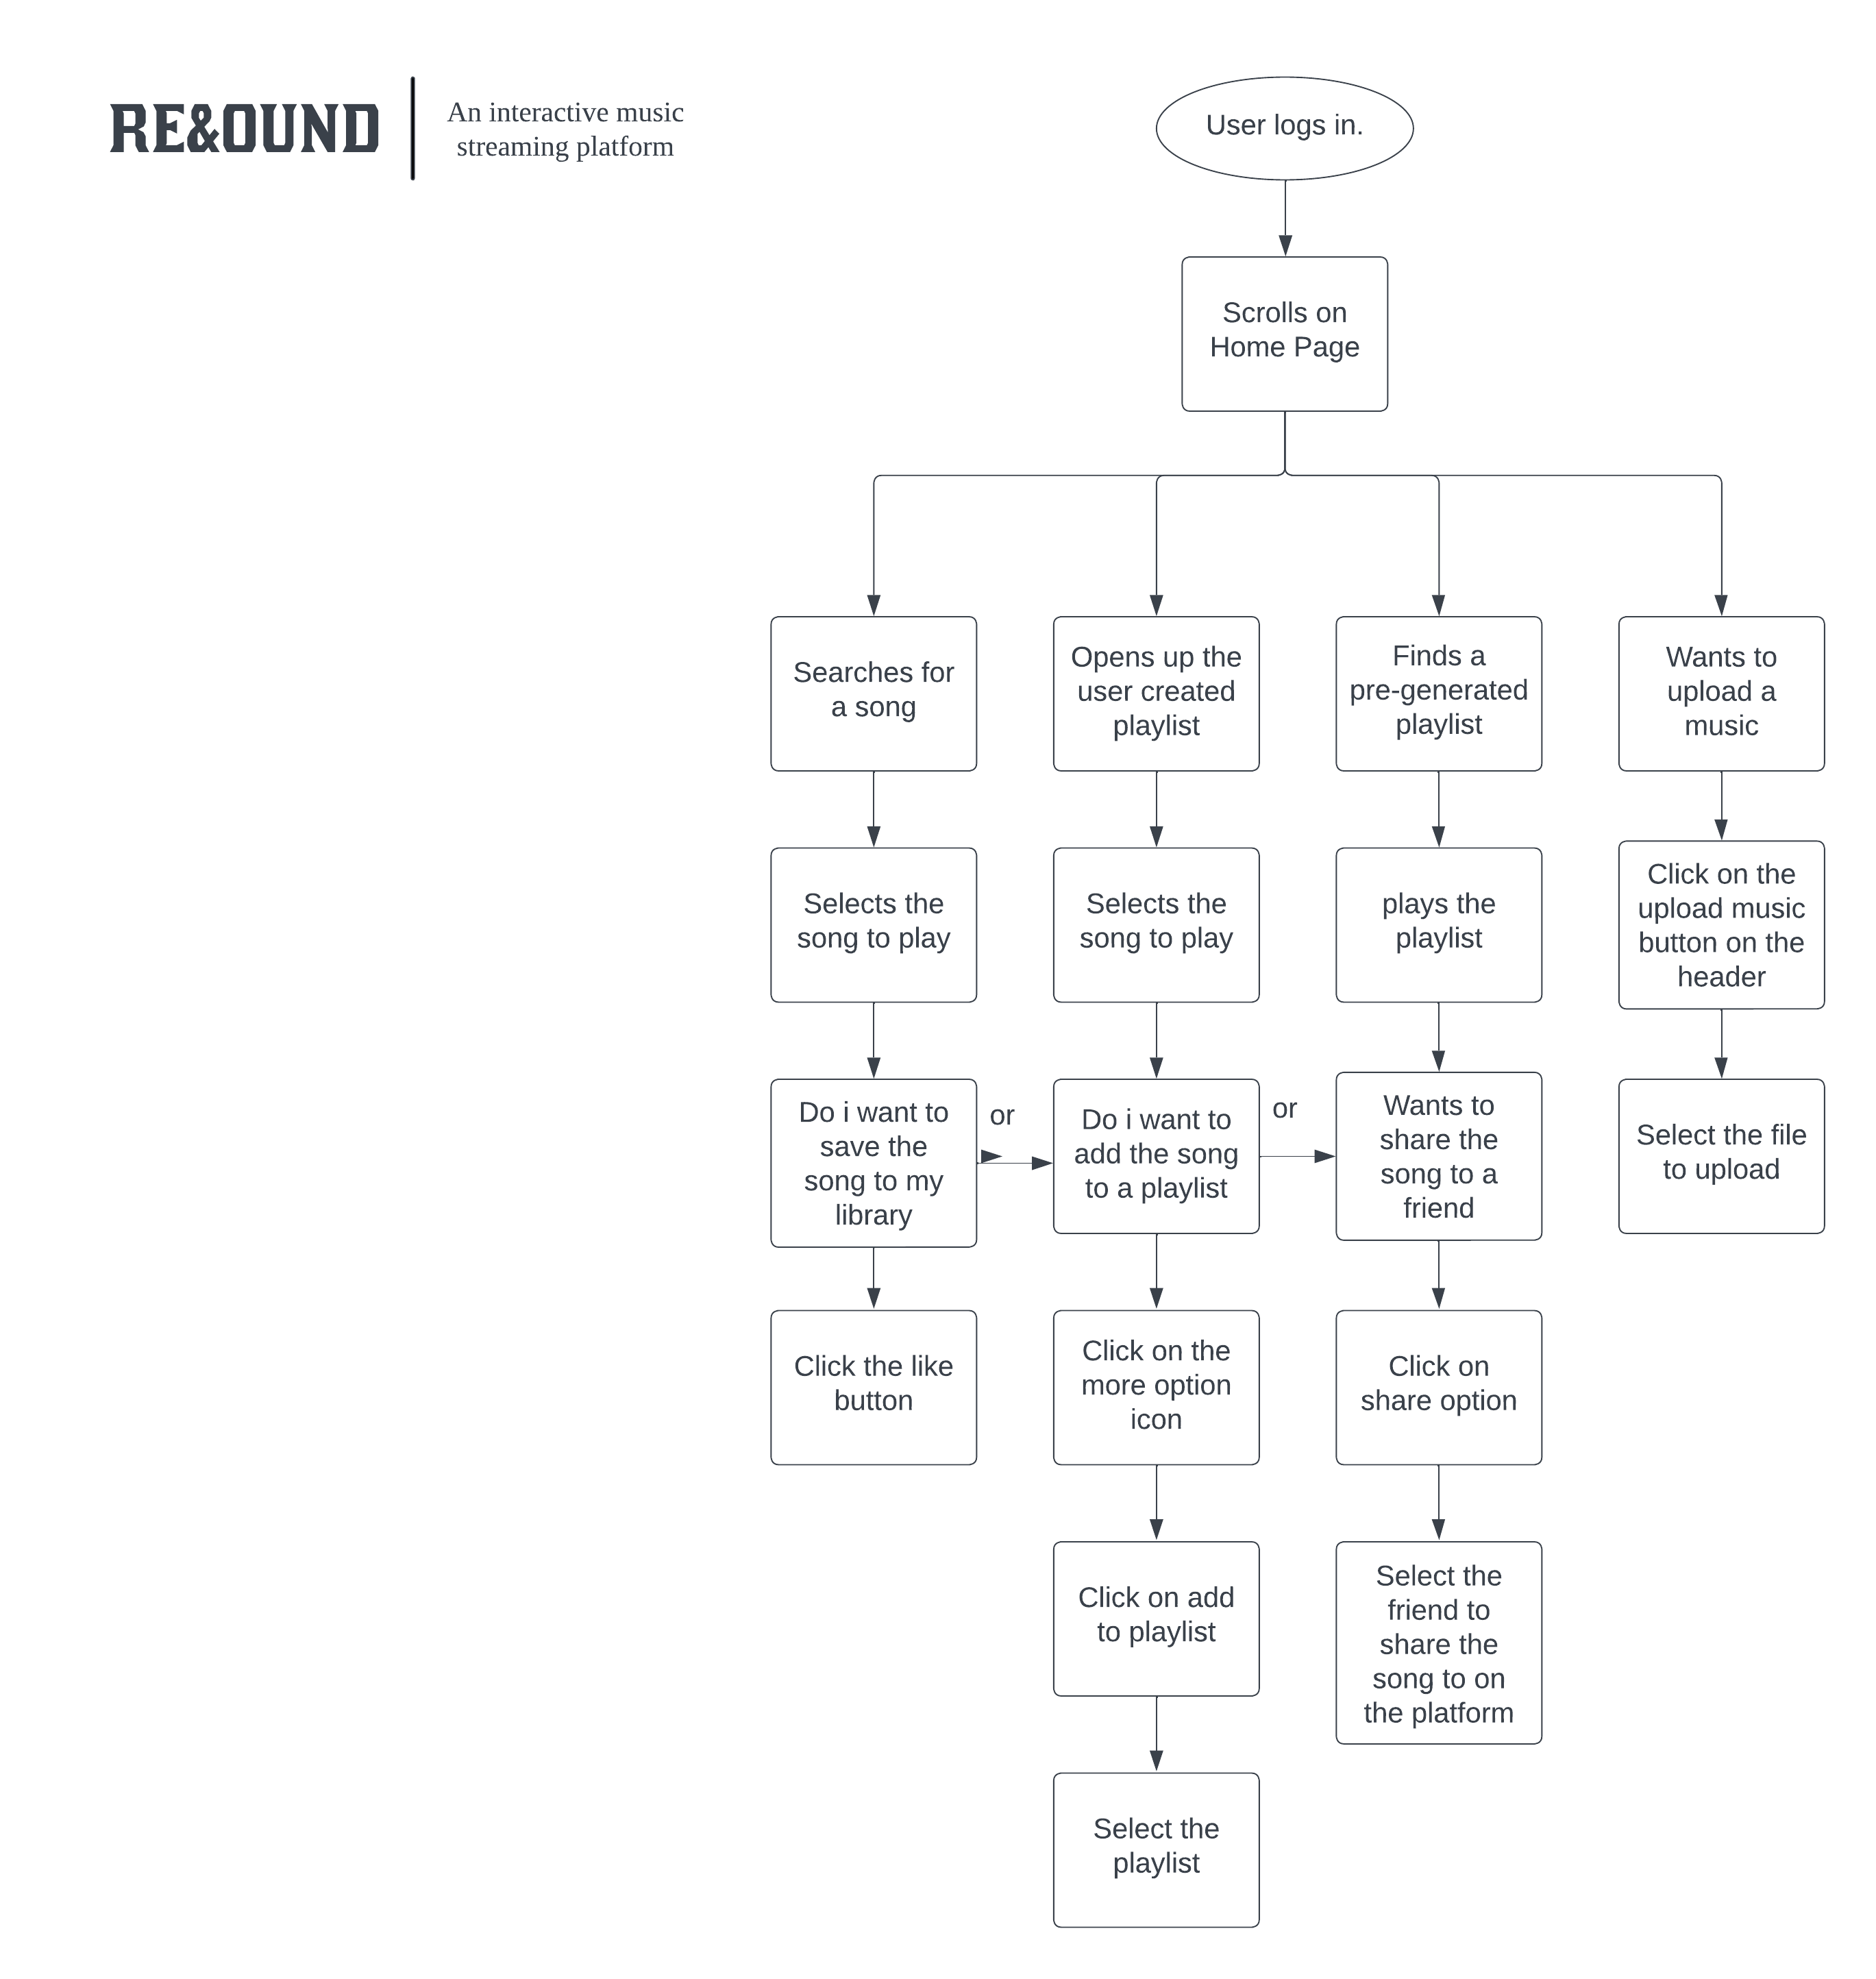 RE&OUND
An interactive music
streaming platform
User logs in.
Scrolls on
Home Page
Searches for
a song
Opens up the
user created
playlist
Finds a
pre-generated
playlist
Wants to
upload a
music
Selects the
song to play
Selects the
song to play
plays the
playlist
Click on the
upload music
button on the
header
Do i want to
save the
song to my
library
or
Do i want to
add the song
to a playlist
or
Wants to
share the
song to a
friend
Select the file
to upload
Click the like
button
Click on the
more option
icon
Click on
share option
Click on add
to playlist
Select the
friend to
share the
song to on
the platform
Select the
playlist